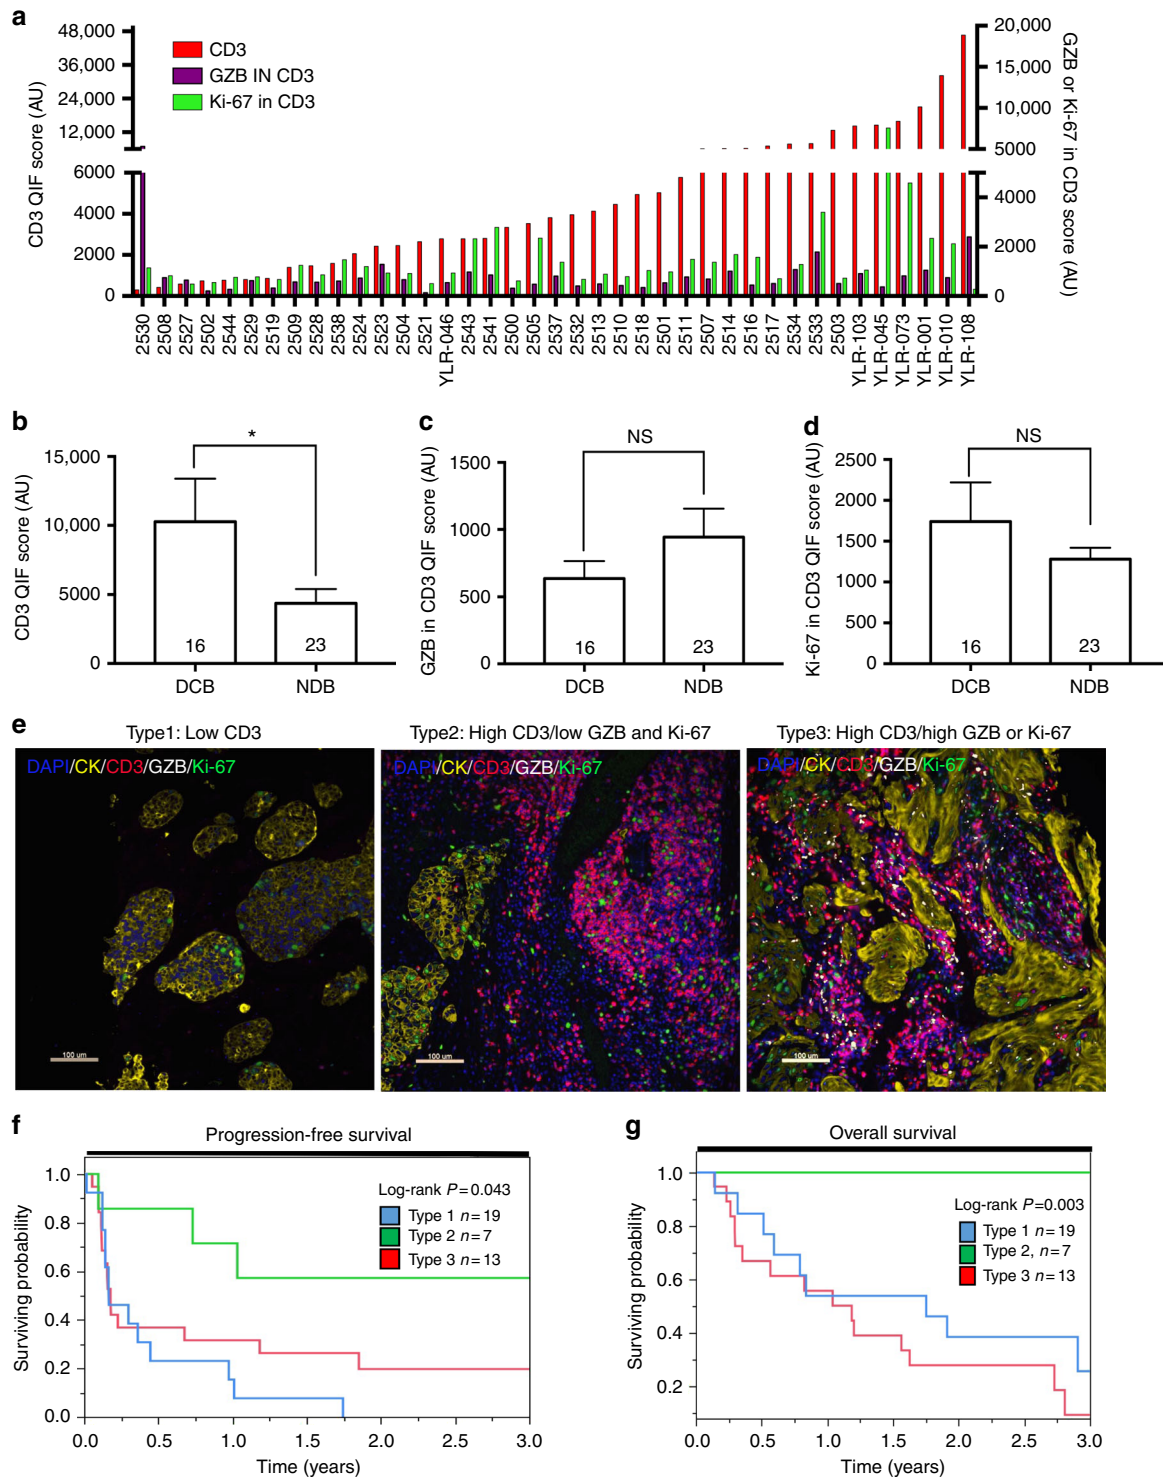 a
48,000
36,000
24,000
12,000
6000
4000
2000
0
CD3 QIF score (AU)
CD3
GZB IN CD3
Ki-67 in CD3
20,000
15,000
10,000
5000
4000
2000
0
GZB or Ki-67 in CD3 score (AU)
2530
2508
2527
2502
2544
2529
2519
2509
2528
2538
2524
2523
2504
2521
YLR-046
2543
2541
2500
2505
2537
2532
2513
2510
2518
2501
2511
2507
2514
2516
2517
2534
2533
2503
YLR-103
YLR-045
YLR-073
YLR-001
YLR-010
YLR-108
b
CD3 QIF score (AU)
15,000
10,000
5000
0
*
16
23
DCB
NDB
c
GZB in CD3 QIF score (AU)
1500
1000
500
0
NS
16
23
DCB
NDB
d
Ki-67 in CD3 QIF score (AU)
2500
2000
1500
1000
500
0
NS
16
23
DCB
NDB
e
Type1: Low CD3
DAPI/CK/CD3/GZB/Ki-67
100 um
Type2: High CD3/low GZB and Ki-67
DAPI/CK/CD3/GZB/Ki-67
100 um
Type3: High CD3/high GZB or Ki-67
DAPI/CK/CD3/GZB/Ki-67
100 um
f
Progression-free survival
Surviving probability
1.0
0.8
0.6
0.4
0.2
0.0
Log-rank P=0.043
Type 1 n=19
Type 2 n=7
Type 3 n=13
0.0 0.5 1.0 1.5 2.0 2.5 3.0
Time (years)
g
Overall survival
Surviving probability
1.0
0.8
0.6
0.4
0.2
Log-rank P=0.003
Type 1 n=19
Type 2, n=7
Type 3 n=13
0.0 0.5 1.0 1.5 2.0 2.5 3.0
Time (years)